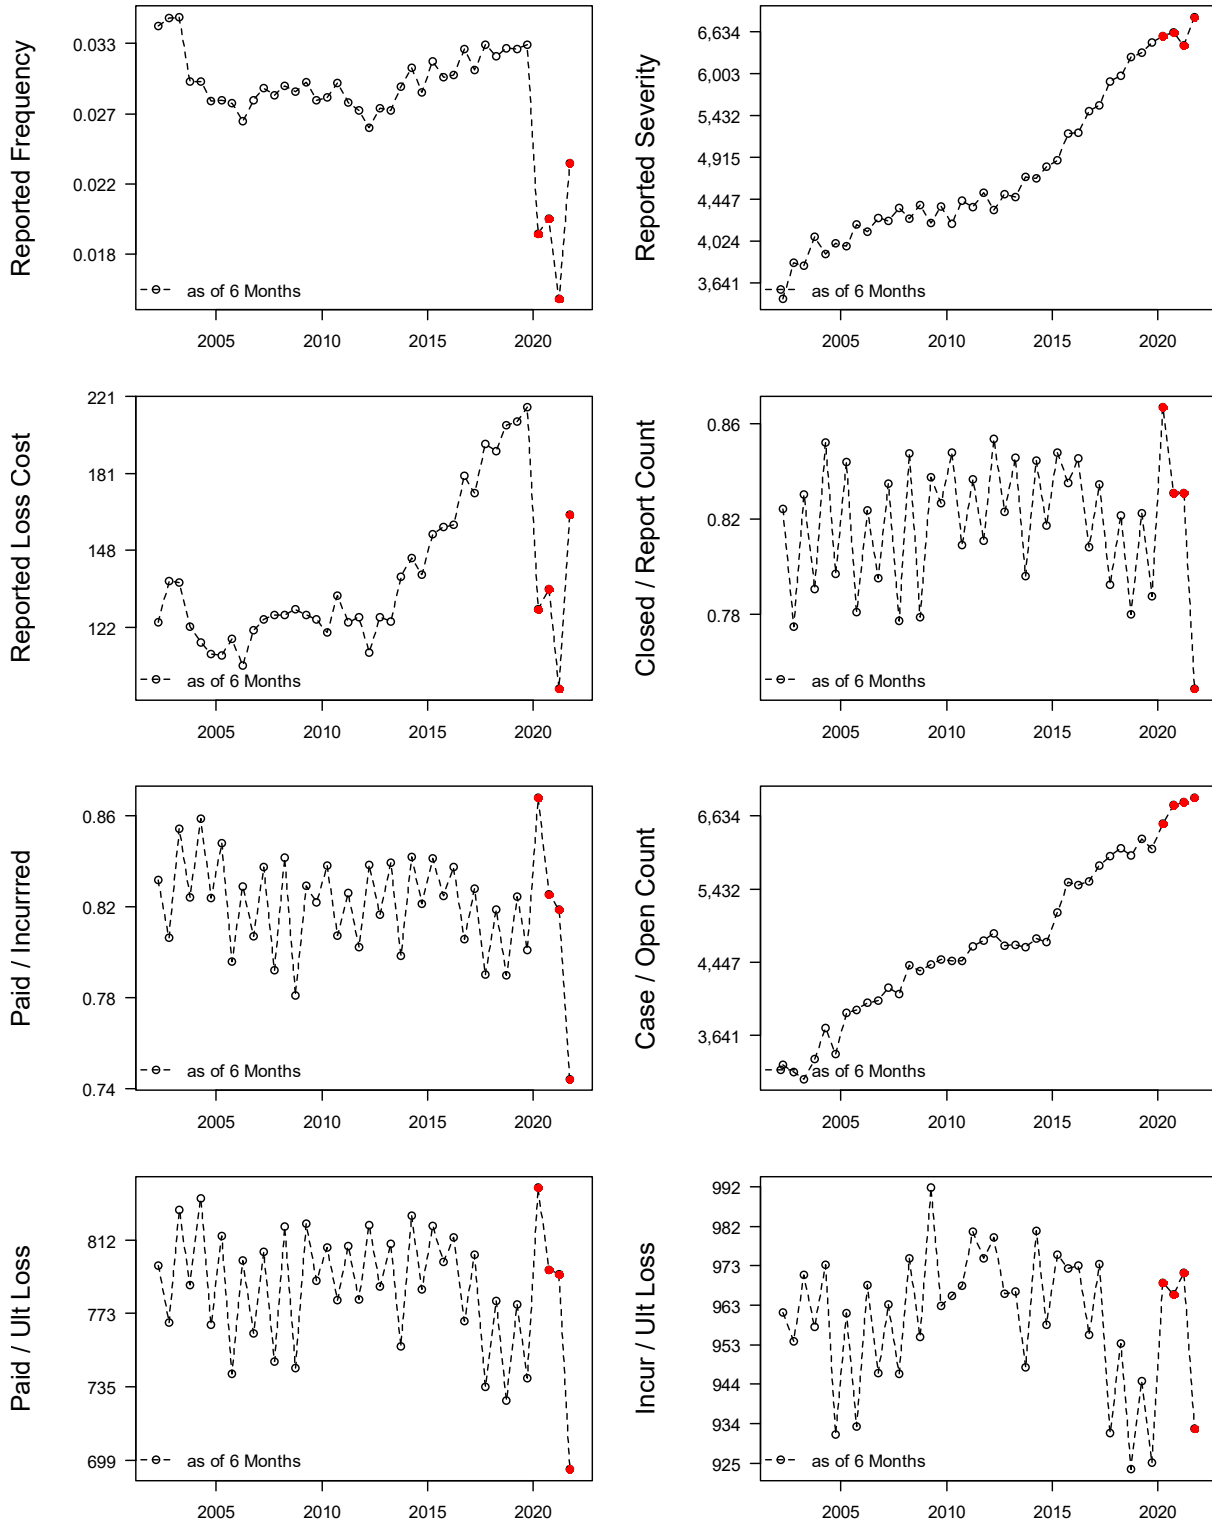 Reported Frequency
0.033
0.027
0.022
0.018
as of 6 Months
2005 2010 2015 2020
Reported Severity
6,634
6,003
5,432
4,915
4,447
4,024
3,641
as of 6 Months
2005 2010 2015 2020
Reported Loss Cost
221
181
148
122
as of 6 Months
2005 2010 2015 2020
Closed / Report Count
0.86
0.82
0.78
as of 6 Months
2005 2010 2015 2020
Paid / Incurrred
0.86
0.82
0.78
0.74
as of 6 Months
2005 2010 2015 2020
Case / Open Count
6,634
5,432
4,447
3,641
as of 6 Months
2005 2010 2015 2020
Paid / Ult Loss
812
773
735
699
as of 6 Months
2005 2010 2015 2020
Incur / Ult Loss
992
982
973
963
953
944
934
925
as of 6 Months
2005 2010 2015 2020